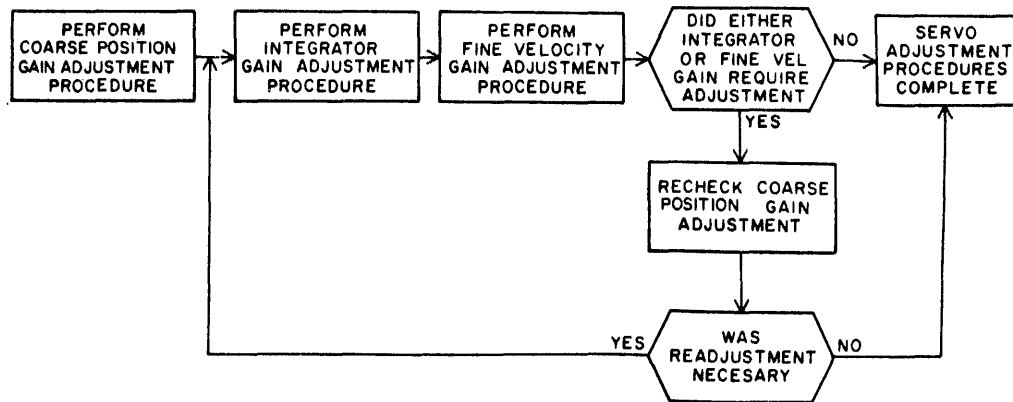 PERFORM
COARSE POSITION
GAIN ADJUSTMENT
PROCEDURE
PERFORM
INTEGRATOR
GAIN ADJUSTMENT
PROCEDURE
PERFORM
FINE VELOCITY
GAIN ADJUSTMENT
PROCEDURE
DID EITHER
INTEGRATOR
OR FINE VEL
GAIN REQUIRE
ADJUSTMENT
NO
SERVO
ADJUSTMENT
PROCEDURES
COMPLETE
YES
RECHECK COARSE
POSITION GAIN
ADJUSTMENT
YES
WAS
READJUSTMENT
NECESARY
NO